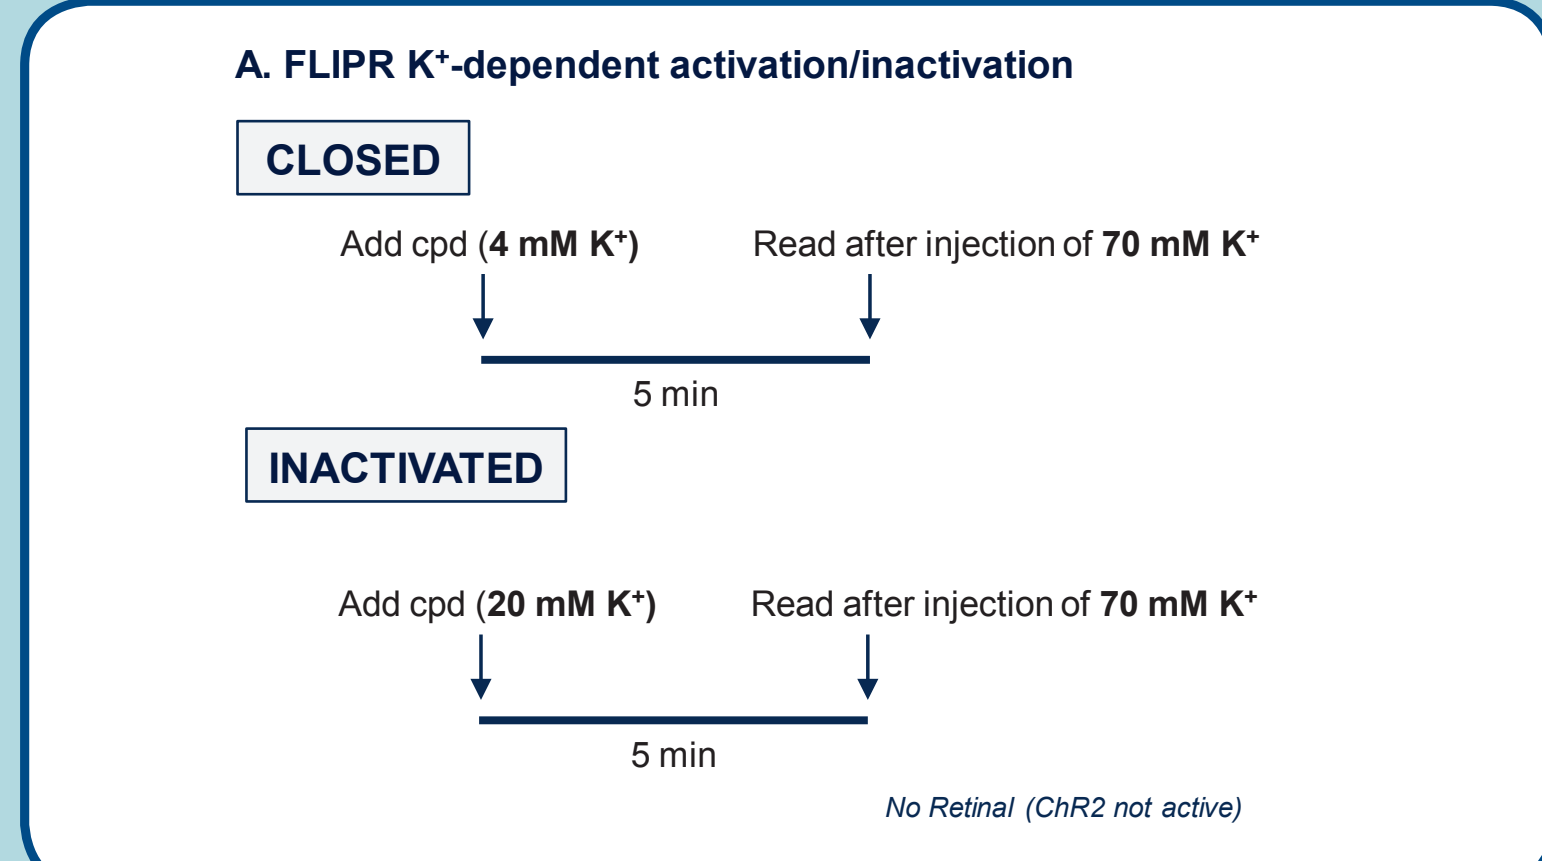 A. FLIPR K⁺-dependent activation/inactivation
CLOSED
Add cpd (4 mM K⁺) Read after injection of 70 mM K⁺
5 min
INACTIVATED
Add cpd (20 mM K⁺) Read after injection of 70 mM K⁺
5 min
No Retinal (ChR2 not active)